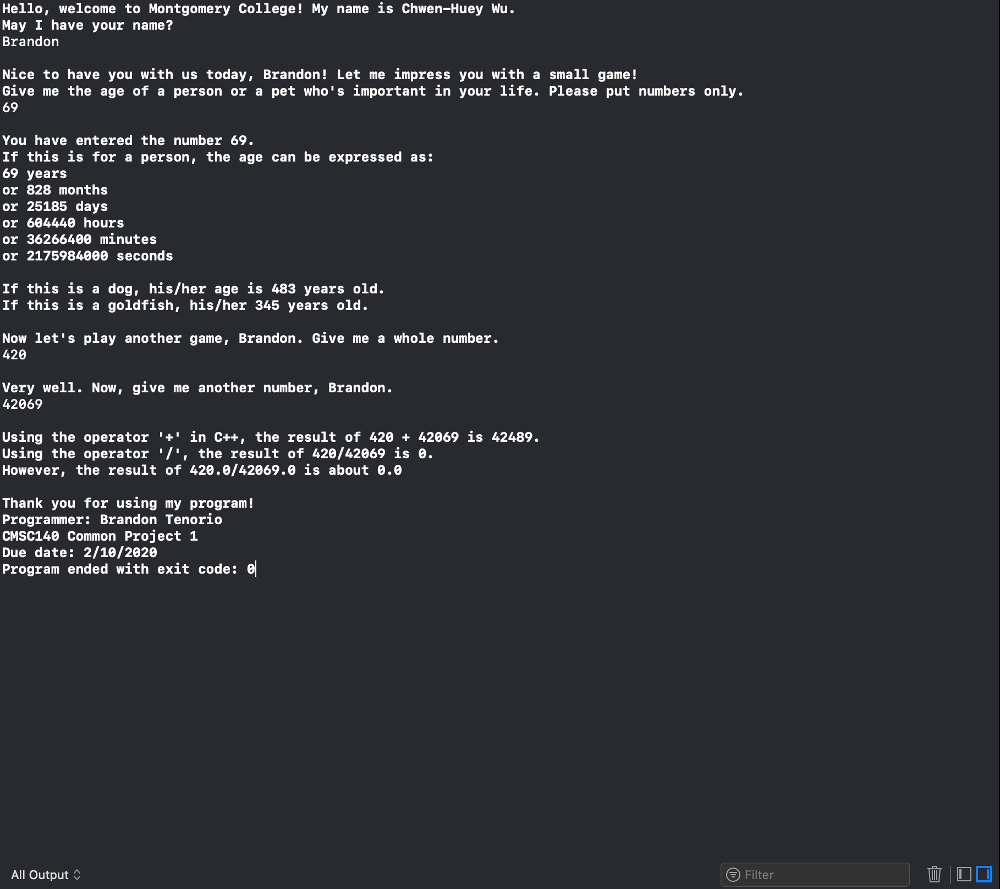 Hello, welcome to Montgomery College! My name is Chwen-Huey Wu.
May I have your name?
Brandon
Nice to have you with us today, Brandon! Let me impress you with a small game!
Give me the age of a person or a pet who's important in your life. Please put numbers only.
69
You have entered the number 69.
If this is for a person, the age can be expressed as:
69 years
or 828 months
or 25185 days
or 604440 hours
or 36266400 minutes
or 2175984000 seconds
If this is a dog, his/her age is 483 years old.
If this is a goldfish, his/her 345 years old.
Now let's play another game, Brandon. Give me a whole number.
420
Very well. Now, give me another number, Brandon.
42069
Using the operator '+' in C++, the result of 420 + 42069 is 42489.
Using the operator '/', the result of 420/42069 is 0.
However, the result of 420.0/42069.0 is about 0.0
Thank you for using my program!
Programmer: Brandon Tenorio
CMSC140 Common Project 1
Due date: 2/10/2020
Program ended with exit code: 0
All Output
Filter